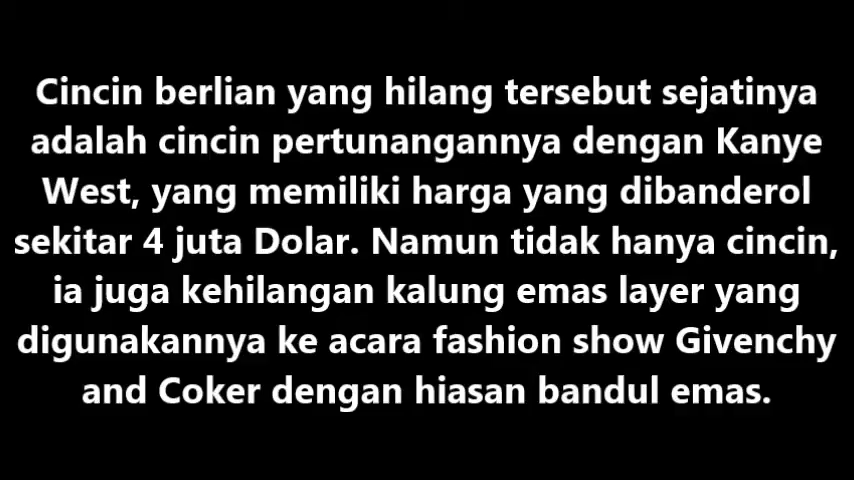 Cincin berlian yang hilang tersebut sejatinya
adalah cincin pertunangannya dengan Kanye
West, yang memiliki harga yang dibanderol
sekitar 4 juta Dolar. Namun tidak hanya cincin,
ia juga kehilangan kalung emas layer yang
digunakannya ke acara fashion show Givenchy
and Coker dengan hiasan bandul emas.